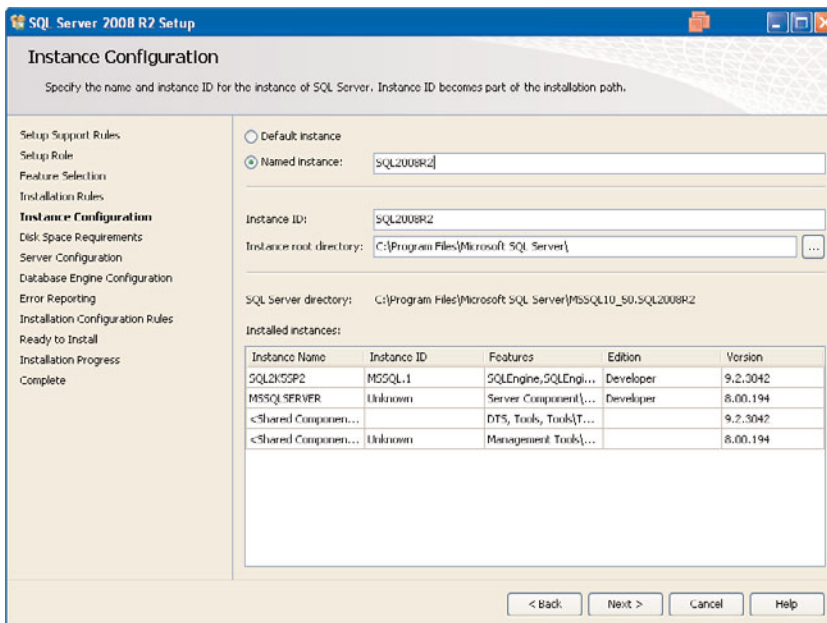 SQL Server 2008 R2 Setup
Instance Configuration
Specify the name and instance ID for the instance of SQL Server. Instance ID becomes part of the installation path.
Setup Support Rules
Setup Role
Feature Selection
Installation Rules
Instance Configuration
Disk Space Requirements
Server Configuration
Database Engine Configuration
Error Reporting
Installation Configuration Rules
Ready to Install
Installation Progress
Complete
Default instance
Named instance: SQL2008R2
Instance ID: SQL2008R2
Instance root directory: C:\Program Files\Microsoft SQL Server\ ...
SQL Server directory: C:\Program Files\Microsoft SQL Server\MSSQL10_50.SQL2008R2
Installed instances:
Instance Name Instance ID Features Edition Version
SQL2K5SP2 MSSQL.1 SQLEngine,SQLEngi... Developer 9.2.3042
MSSQLSERVER Unknown Server Component\... Developer 8.00.194
<Shared Componen... DTS, Tools, Tools\T... 9.2.3042
<Shared Componen... Unknown Management Tools\... 8.00.194
< Back Next > Cancel Help